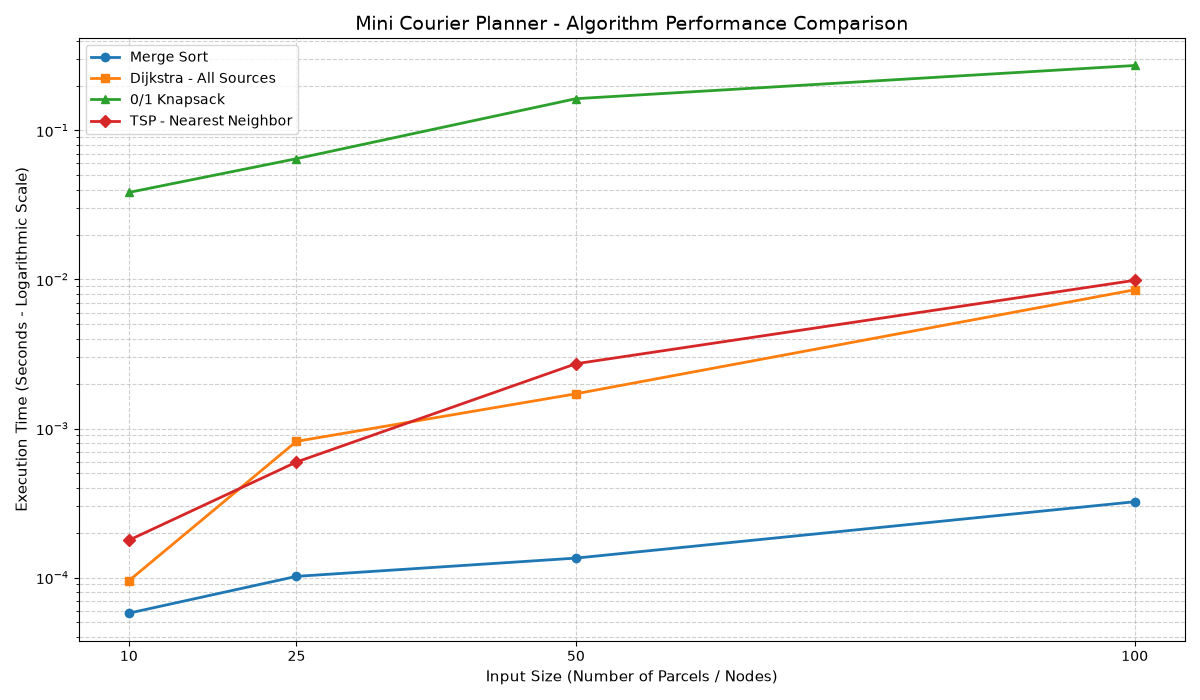 Mini Courier Planner - Algorithm Performance Comparison
Merge Sort
Dijkstra - All Sources
0/1 Knapsack
TSP - Nearest Neighbor
Execution Time (Seconds - Logarithmic Scale)
10⁻¹
10⁻²
10⁻³
10⁻⁴
10 25 50 100
Input Size (Number of Parcels / Nodes)